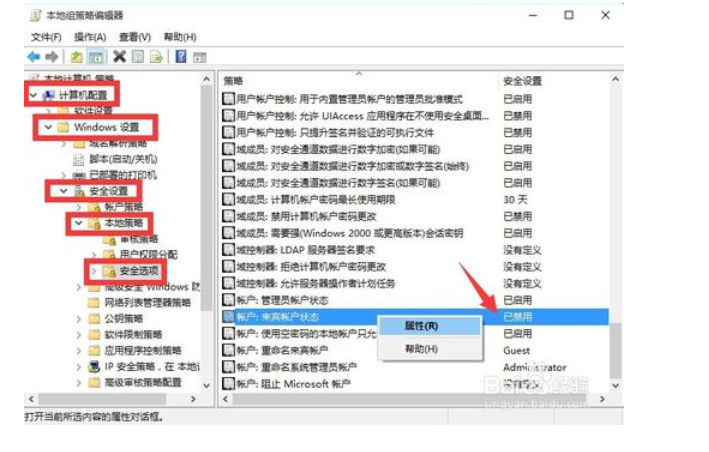 本地组策略编辑器
文件(F) 操作(A) 查看(V) 帮助(H)
本地计算机 策略
计算机配置
软件设置
Windows 设置
域名解析策略
脚本(启动/关机)
已部署的打印机
安全设置
帐户策略
本地策略
审核策略
用户权限分配
安全选项
高级安全 Windows 防
网络列表管理器策略
公钥策略
软件限制策略
应用程序控制策略
IP 安全策略，在 本地计
高级审核策略配置
策略 安全设置
用户帐户控制: 用于内置管理员帐户的管理员批准模式 已启用
用户帐户控制: 允许 UIAccess 应用程序在不使用安全桌面... 已禁用
用户帐户控制: 只提升签名并验证的可执行文件 已禁用
域成员: 对安全通道数据进行数字加密(如果可能) 已启用
域成员: 对安全通道数据进行数字加密或数字签名(始终) 已启用
域成员: 对安全通道数据进行数字签名(如果可能) 已启用
域成员: 计算机帐户密码最长使用期限 30 天
域成员: 禁用计算机帐户密码更改 已禁用
域成员: 需要强(Windows 2000 或更高版本)会话密钥 已启用
域控制器: LDAP 服务器签名要求 没有定义
域控制器: 拒绝计算机帐户密码更改 没有定义
域控制器: 允许服务器操作者计划任务 没有定义
帐户: 管理员帐户状态 已启用
帐户: 来宾帐户状态 已禁用
帐户: 使用空密码的本地帐户只允 已启用
帐户: 重命名来宾帐户 Guest
帐户: 重命名系统管理员帐户 Administrator
帐户: 阻止 Microsoft 帐户 没有定义
属性(R)
帮助(H)
Baidu 经验
jingyan.baidu.com
打开当前所选内容的属性对话框。